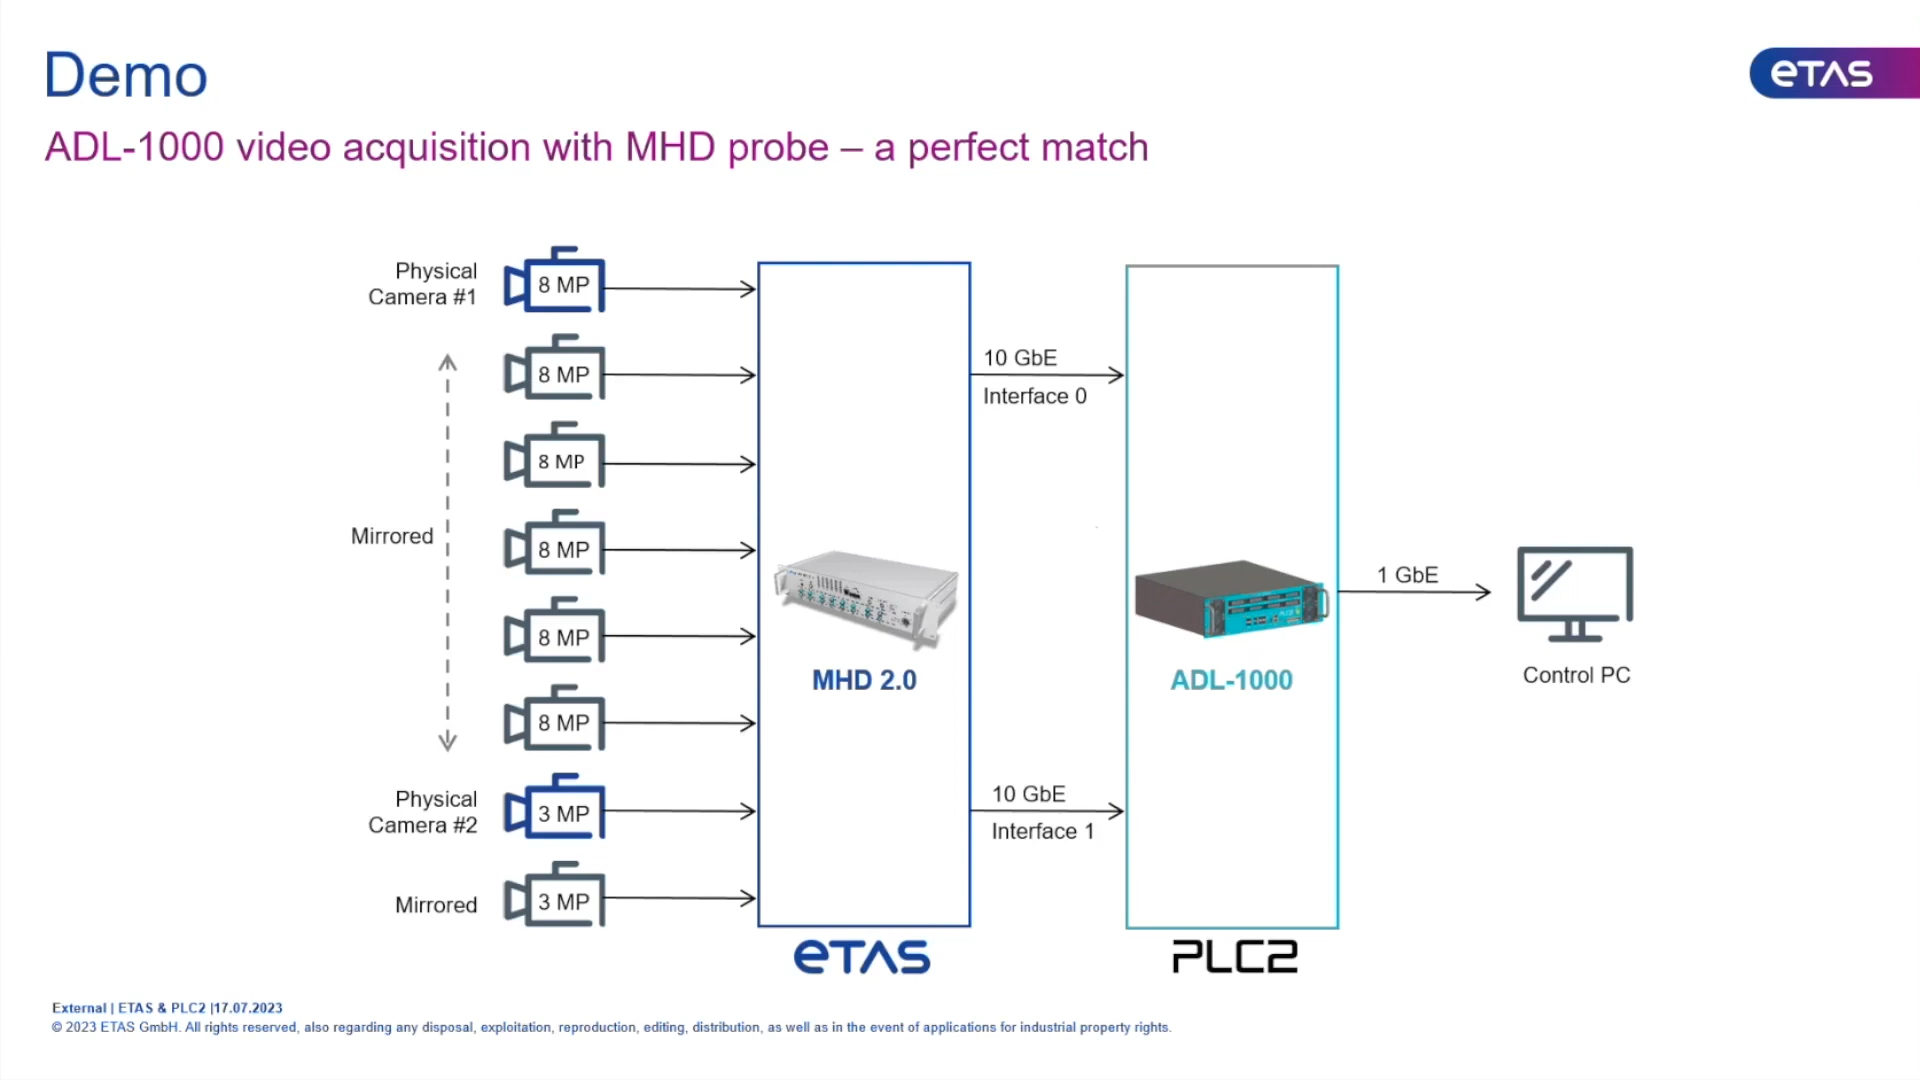 Demo
eTAS
ADL-1000 video acquisition with MHD probe – a perfect match
Physical
Camera #1
8 MP
8 MP
8 MP
8 MP
8 MP
8 MP
Mirrored
Physical
Camera #2
3 MP
Mirrored
3 MP
10 GbE
Interface 0
MHD 2.0
10 GbE
Interface 1
eTAS
ADL-1000
PLC2
1 GbE
Control PC
External | ETAS & PLC2 |17.07.2023
© 2023 ETAS GmbH. All rights reserved, also regarding any disposal, exploitation, reproduction, editing, distribution, as well as in the event of applications for industrial property rights.